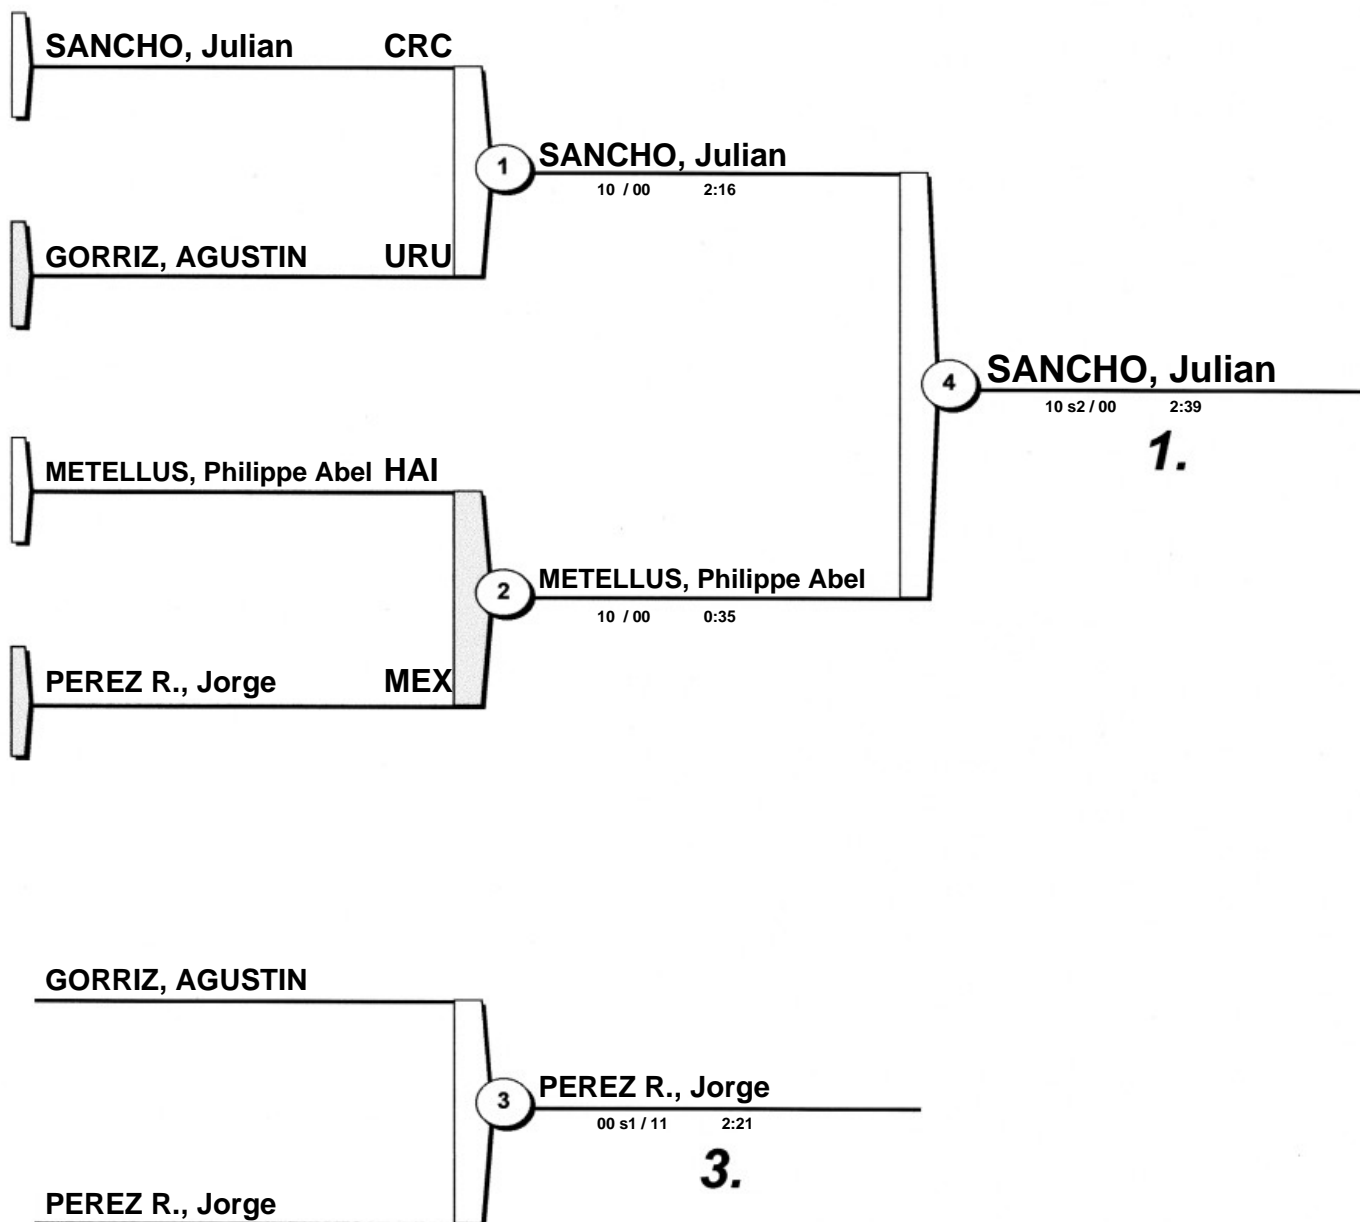 SANCHO, Julian CRC
1 SANCHO, Julian
10 / 00 2:16
GORRIZ, AGUSTIN URU
4 SANCHO, Julian
10 s2 / 00 2:39
1.
METELLUS, Philippe Abel HAI
2 METELLUS, Philippe Abel
10 / 00 0:35
PEREZ R., Jorge MEX
GORRIZ, AGUSTIN
3 PEREZ R., Jorge
00 s1 / 11 2:21
3.
PEREZ R., Jorge